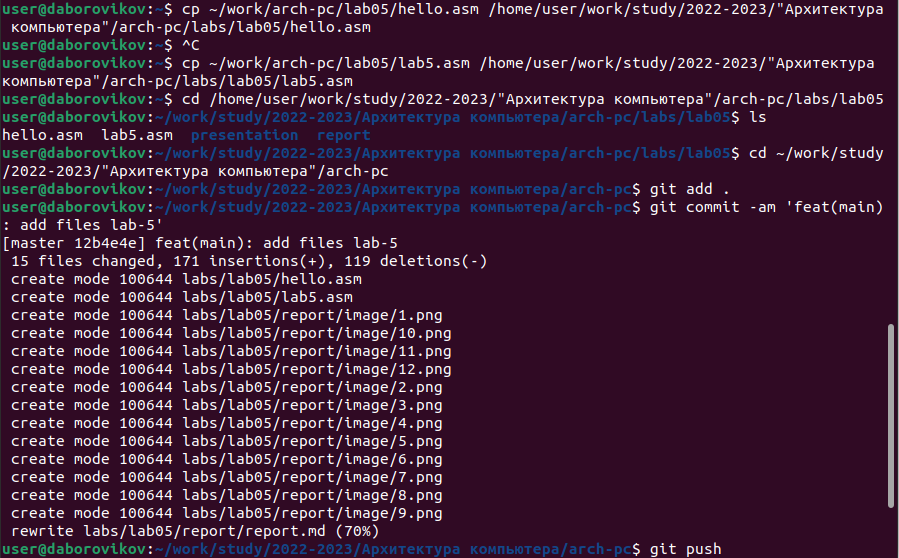 user@daborovikov:~$ cp ~/work/arch-pc/lab05/hello.asm /home/user/work/study/2022-2023/"Архитектура
 компьютера"/arch-pc/labs/lab05/hello.asm
user@daborovikov:~$ ^C
user@daborovikov:~$ cp ~/work/arch-pc/lab05/lab5.asm /home/user/work/study/2022-2023/"Архитектура
компьютера"/arch-pc/labs/lab05/lab5.asm
user@daborovikov:~$ cd /home/user/work/study/2022-2023/"Архитектура компьютера"/arch-pc/labs/lab05
user@daborovikov:~/work/study/2022-2023/Архитектура компьютера/arch-pc/labs/lab05$ ls
hello.asm  lab5.asm  presentation  report
user@daborovikov:~/work/study/2022-2023/Архитектура компьютера/arch-pc/labs/lab05$ cd ~/work/study
/2022-2023/"Архитектура компьютера"/arch-pc
user@daborovikov:~/work/study/2022-2023/Архитектура компьютера/arch-pc$ git add .
user@daborovikov:~/work/study/2022-2023/Архитектура компьютера/arch-pc$ git commit -am 'feat(main)
: add files lab-5'
[master 12b4e4e] feat(main): add files lab-5
 15 files changed, 171 insertions(+), 119 deletions(-)
 create mode 100644 labs/lab05/hello.asm
 create mode 100644 labs/lab05/lab5.asm
 create mode 100644 labs/lab05/report/image/1.png
 create mode 100644 labs/lab05/report/image/10.png
 create mode 100644 labs/lab05/report/image/11.png
 create mode 100644 labs/lab05/report/image/12.png
 create mode 100644 labs/lab05/report/image/2.png
 create mode 100644 labs/lab05/report/image/3.png
 create mode 100644 labs/lab05/report/image/4.png
 create mode 100644 labs/lab05/report/image/5.png
 create mode 100644 labs/lab05/report/image/6.png
 create mode 100644 labs/lab05/report/image/7.png
 create mode 100644 labs/lab05/report/image/8.png
 create mode 100644 labs/lab05/report/image/9.png
 rewrite labs/lab05/report/report.md (70%)
user@daborovikov:~/work/study/2022-2023/Архитектура компьютера/arch-pc$ git push